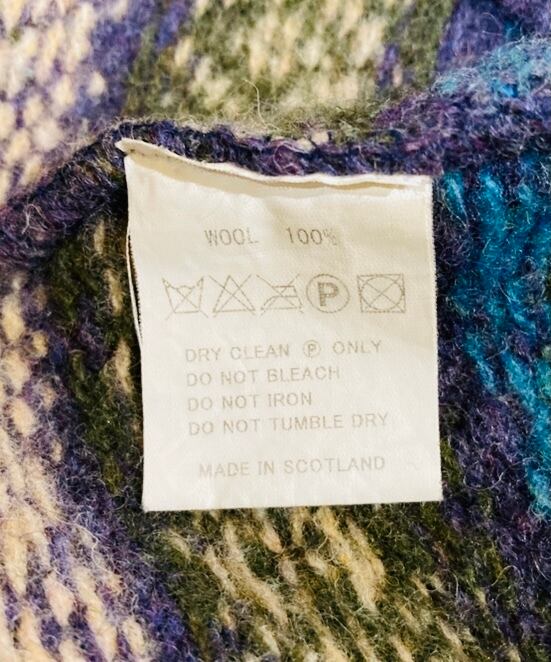 WOOL 100%
P
DRY CLEAN Ⓟ ONLY
DO NOT BLEACH
DO NOT IRON
DO NOT TUMBLE DRY
MADE IN SCOTLAND